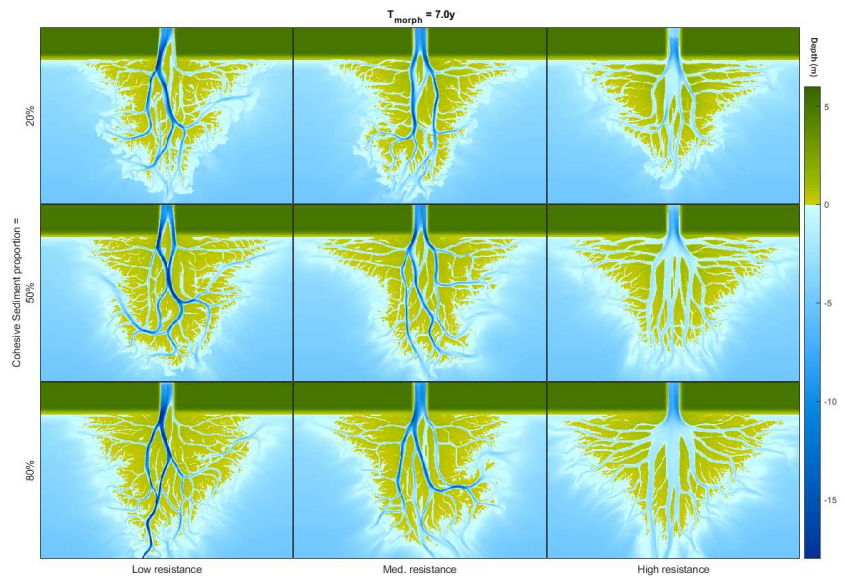 T_morph = 7.0y
Depth (m)
5
0
-5
-10
-15
Cohesive Sediment proportion =
20%
50%
80%
Low resistance
Med. resistance
High resistance